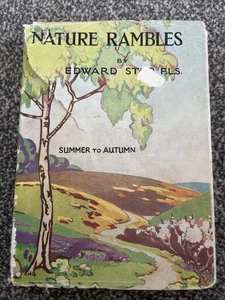 NATURE RAMBLES
BY
EDWARD F.L.S.
SUMMER TO AUTUMN